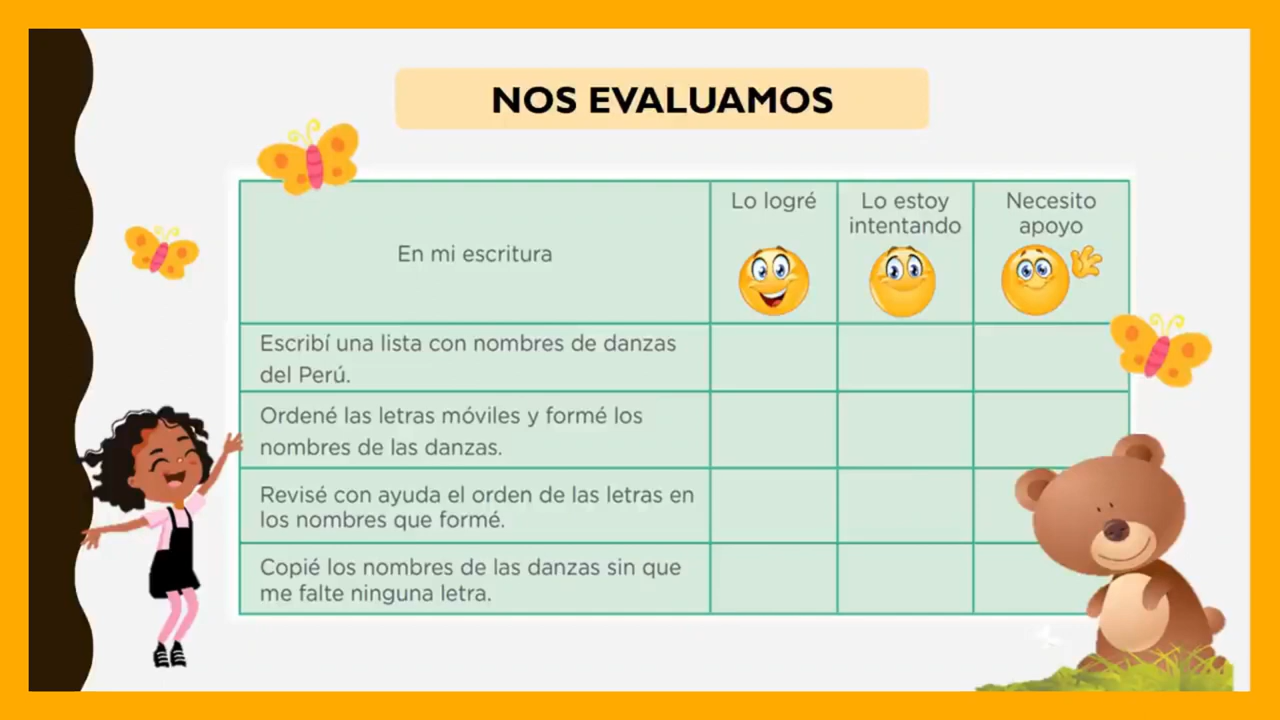 NOS EVALUAMOS
En mi escritura
Lo logré
Lo estoy
intentando
Necesito
apoyo
Escribí una lista con nombres de danzas
del Perú.
Ordené las letras móviles y formé los
nombres de las danzas.
Revisé con ayuda el orden de las letras en
los nombres que formé.
Copié los nombres de las danzas sin que
me falte ninguna letra.